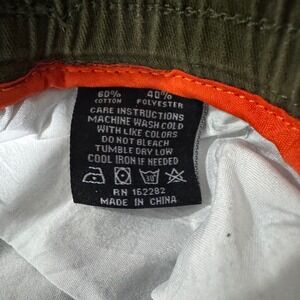 60% 40%
COTTON POLYESTER
CARE INSTRUCTIONS
MACHINE WASH COLD
WITH LIKE COLORS
DO NOT BLEACH
TUMBLE DRY LOW
COOL IRON IF NEEDED
30
RN 162282
MADE IN CHINA